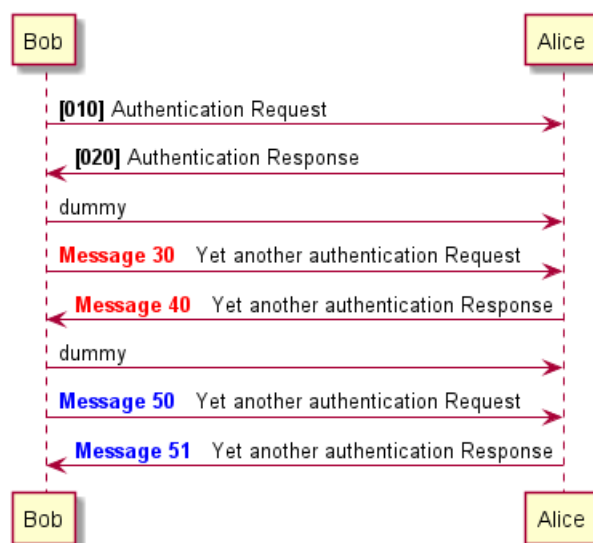 Bob Alice
[010] Authentication Request
[020] Authentication Response
dummy
Message 30 Yet another authentication Request
Message 40 Yet another authentication Response
dummy
Message 50 Yet another authentication Request
Message 51 Yet another authentication Response
Bob Alice